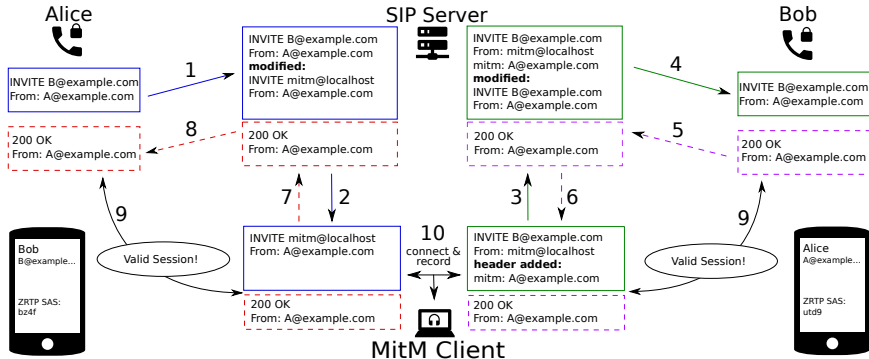 Alice
SIP Server
Bob
INVITE B@example.com
From: A@example.com
1
INVITE B@example.com
From: A@example.com
modified:
INVITE mitm@localhost
From: A@example.com
INVITE B@example.com
From: mitm@localhost
mitm: A@example.com
modified:
INVITE B@example.com
From: A@example.com
4
INVITE B@example.com
From: A@example.com
200 OK
From: A@example.com
8
200 OK
From: A@example.com
200 OK
From: A@example.com
5
200 OK
From: A@example.com
7
2
3
6
9
9
Bob
B@example...
ZRTP SAS:
bz4f
Valid Session!
INVITE mitm@localhost
From: A@example.com
200 OK
From: A@example.com
10
connect &
record
INVITE B@example.com
From: mitm@localhost
header added:
mitm: A@example.com
200 OK
From: A@example.com
Valid Session!
Alice
A@example...
ZRTP SAS:
utd9
MitM Client